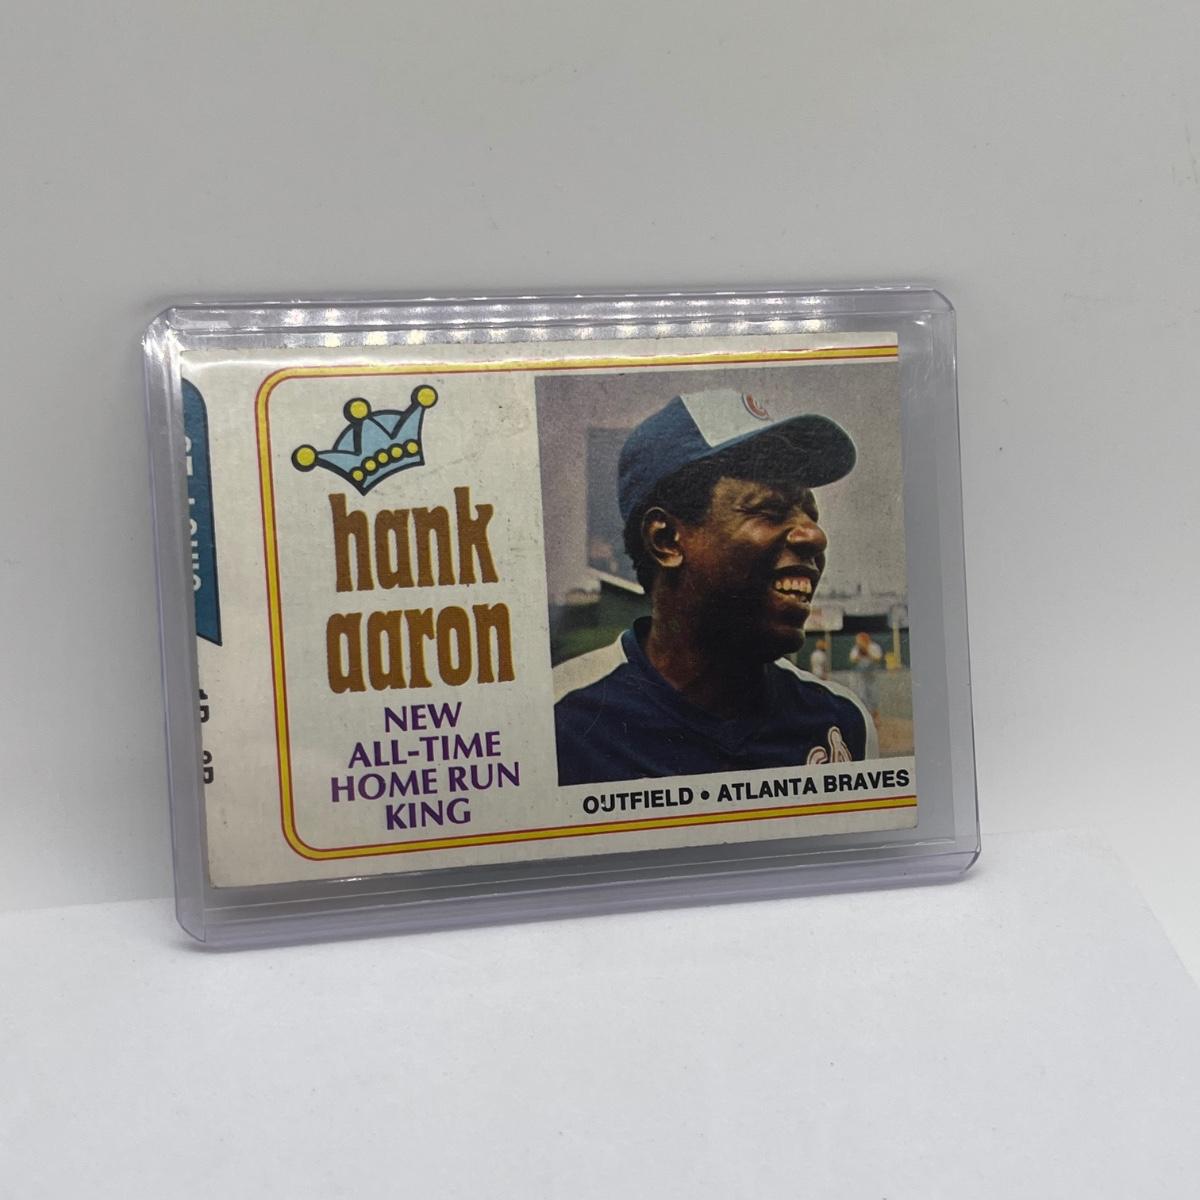 hank
aaron
NEW
ALL-TIME
HOME RUN
KING
OUTFIELD • ATLANTA BRAVES